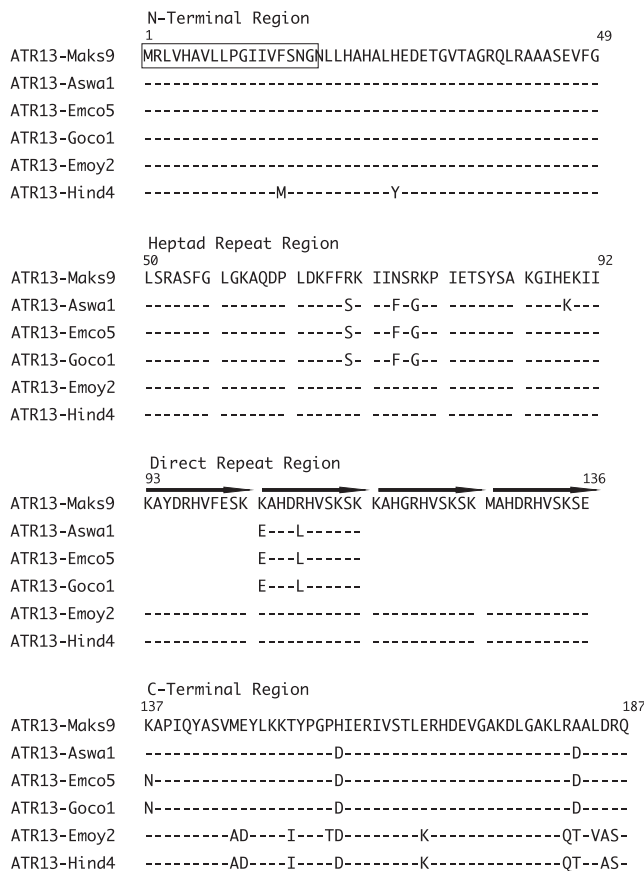 N-Terminal Region
1 49
ATR13-Maks9 MRLVHAVLLPGIIVFSNGNLLHAHALHEDETGVTAGRQLRAAASEVFG
ATR13-Aswa1 ------------------------------------------------
ATR13-Emco5 ------------------------------------------------
ATR13-Goco1 ------------------------------------------------
ATR13-Emoy2 ------------------------------------------------
ATR13-Hind4 --------------M-----------Y---------------------
Heptad Repeat Region
50 92
ATR13-Maks9 LSRASFG LGKAQDP LDKFFRK IINSRKP IETSYSA KGIHEKII
ATR13-Aswa1 ------- ------- -----S- --F-G-- ------- ----K---
ATR13-Emco5 ------- ------- -----S- --F-G-- ------- --------
ATR13-Goco1 ------- ------- -----S- --F-G-- ------- --------
ATR13-Emoy2 ------- ------- ------- ------- ------- --------
ATR13-Hind4 ------- ------- ------- ------- ------- --------
Direct Repeat Region
93 136
ATR13-Maks9 KAYDRHVFESK KAHDRHVSKSK KAHGRHVSKSK MAHDRHVSKSE
ATR13-Aswa1 E---L------
ATR13-Emco5 E---L------
ATR13-Goco1 E---L------
ATR13-Emoy2 ----------- ----------- ----------- -----------
ATR13-Hind4 ----------- ----------- ----------- -----------
C-Terminal Region
137 187
ATR13-Maks9 KAPIQYASVMEYLKKTYPGPHIERIVSTLERHDEVGAKDLGAKLRAALDRQ
ATR13-Aswa1 --------------------D------------------------D-----
ATR13-Emco5 N-------------------D------------------------D-----
ATR13-Goco1 N-------------------D------------------------D-----
ATR13-Emoy2 ---------AD----I---TD--------K--------------QT-VAS-
ATR13-Hind4 ---------AD----I----D--------K--------------QT--AS-